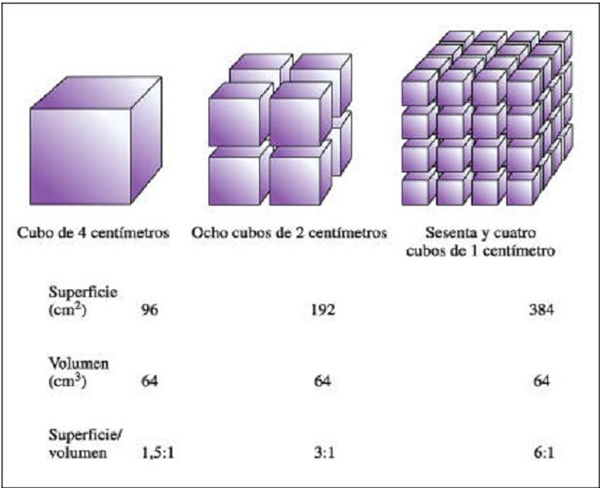 Cubo de 4 centímetros
Ocho cubos de 2 centímetros
Sesenta y cuatro
cubos de 1 centímetro
Superficie
(cm²) 96 192 384
Volumen
(cm³) 64 64 64
Superficie/
volumen 1,5:1 3:1 6:1